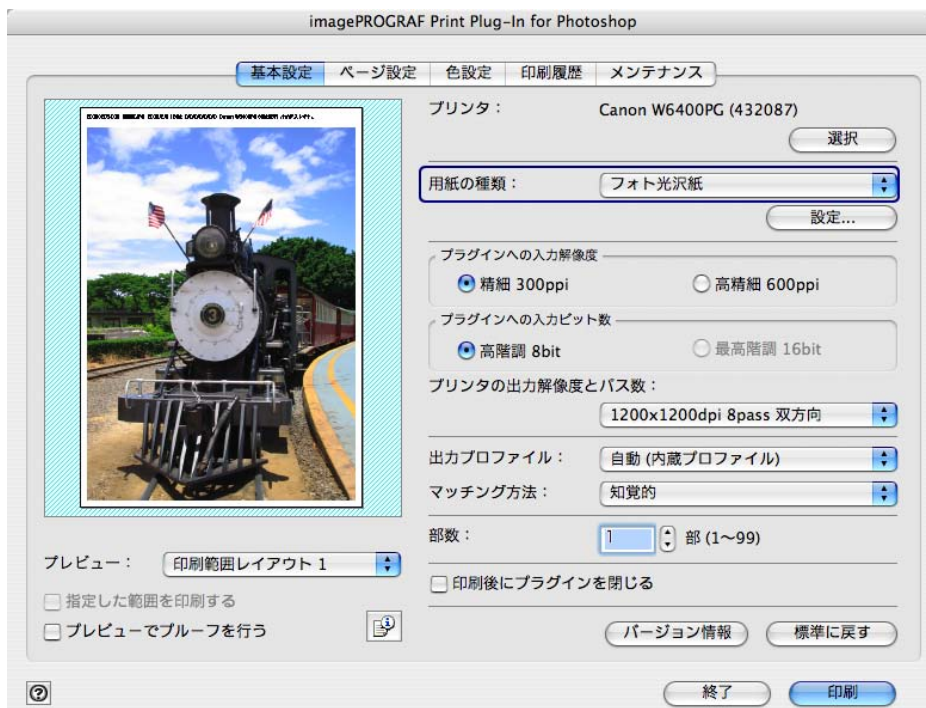 imagePROGRAF Print Plug-In for Photoshop
基本設定 ページ設定 色設定 印刷履歴 メンテナンス
プリンタ： Canon W6400PG (432087)
選択
用紙の種類： フォト光沢紙
設定...
プラグインへの入力解像度
精細 300ppi 高精細 600ppi
プラグインへの入力ビット数
高階調 8bit 最高階調 16bit
プリンタの出力解像度とパス数：
1200x1200dpi 8pass 双方向
出力プロファイル： 自動 (内蔵プロファイル)
マッチング方法： 知覚的
部数： 1 部 (1〜99)
印刷後にプラグインを閉じる
バージョン情報 標準に戻す
3
プレビュー： 印刷範囲レイアウト 1
指定した範囲を印刷する
プレビューでプルーフを行う
? 終了 印刷